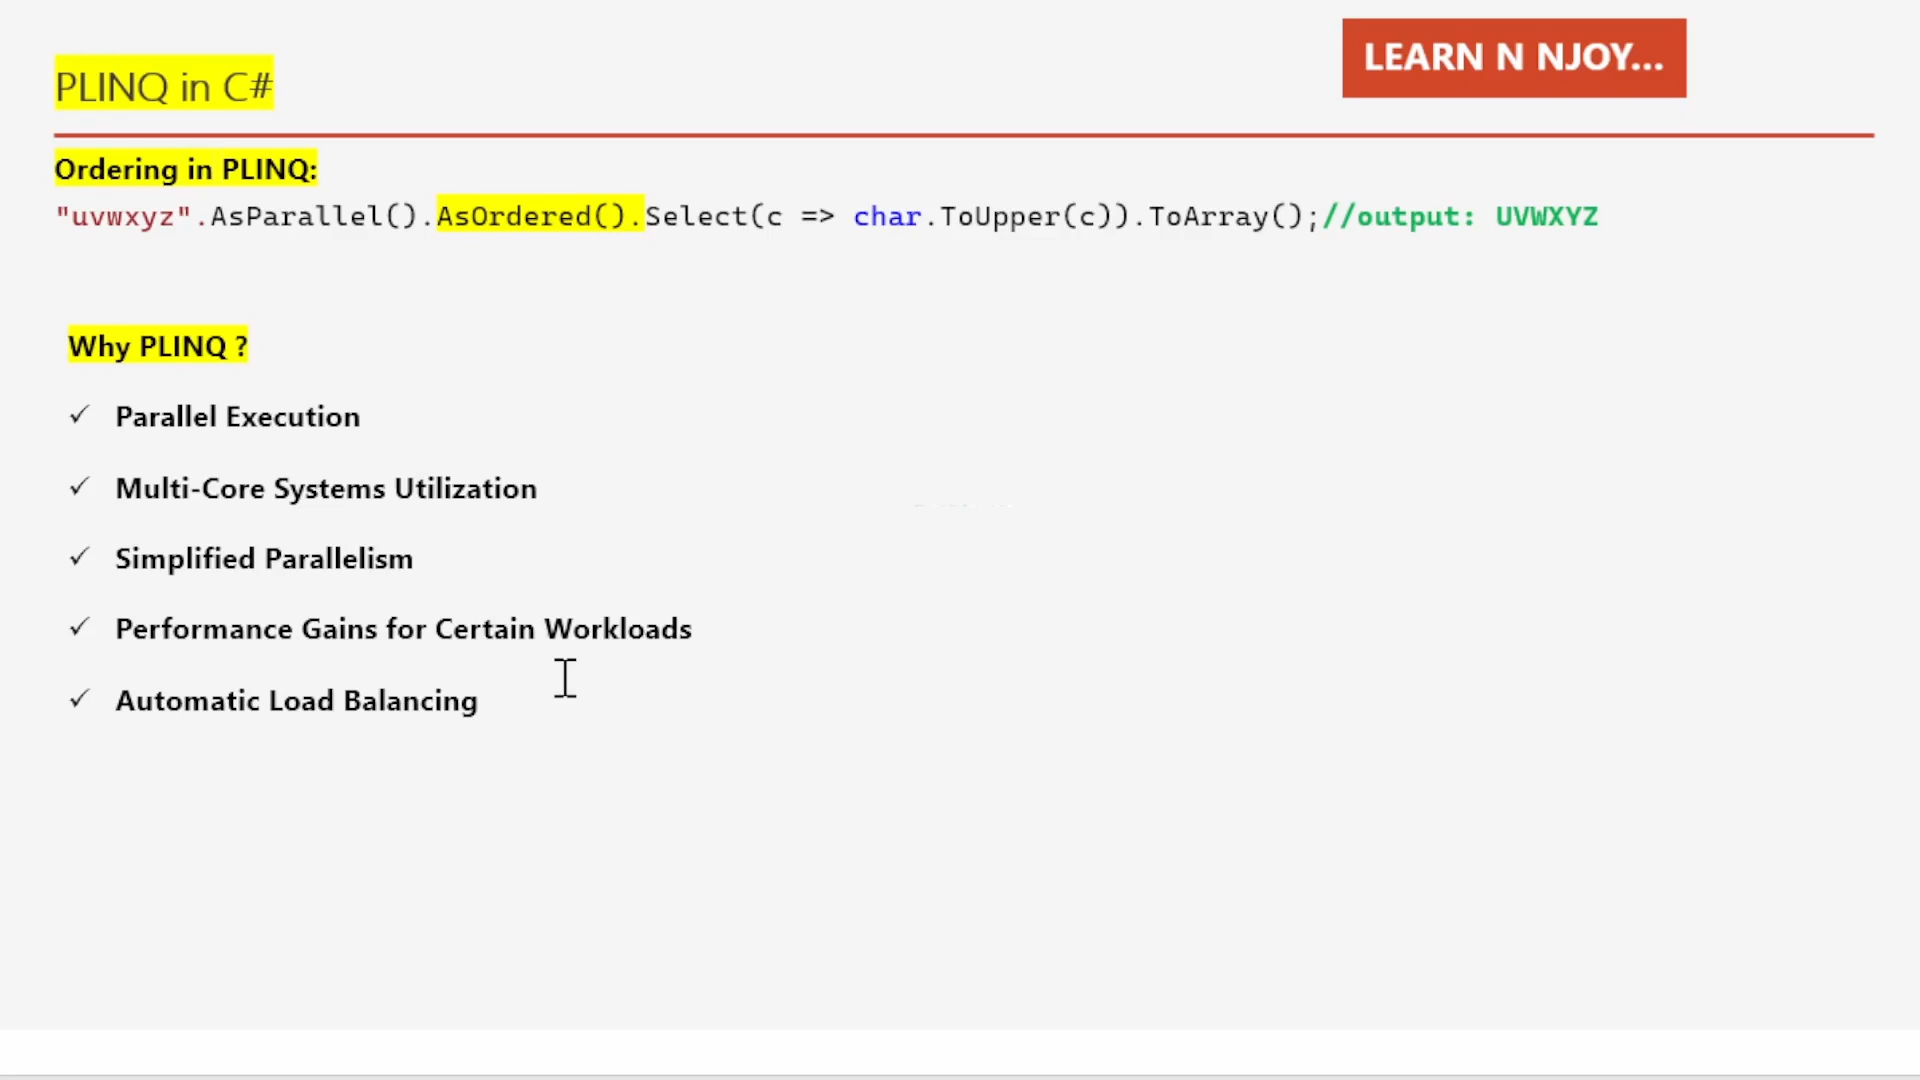 LEARN N NJOY...
PLINQ in C#
Ordering in PLINQ:
"uvwxyz".AsParallel().AsOrdered().Select(c => char.ToUpper(c)).ToArray();//output: UVWXYZ
Why PLINQ ?
✓ Parallel Execution
✓ Multi-Core Systems Utilization
✓ Simplified Parallelism
✓ Performance Gains for Certain Workloads
✓ Automatic Load Balancing